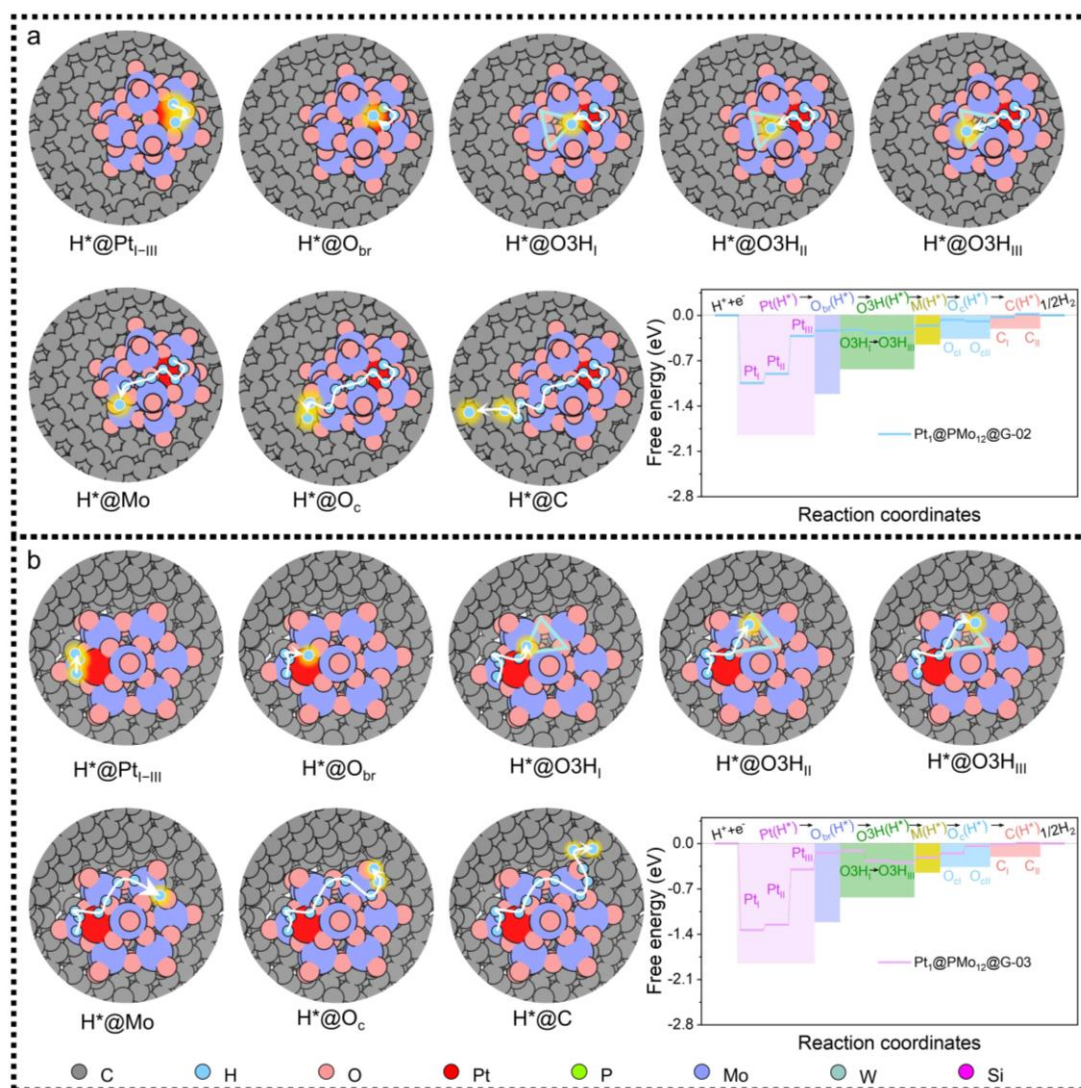 a
H*@Pt_I–III
H*@O_br
H*@O3H_I
H*@O3H_II
H*@O3H_III
H*@Mo
H*@O_c
H*@C
Free energy (eV)
0.0
-0.7
-1.4
-2.1
-2.8
H⁺+e⁻ Pt(H*)→O_br(H*)→O3H(H*)→M(H*)→O_c(H*)→C(H*) 1/2H₂
Pt_I
Pt_II
Pt_III
O3H_I→O3H_III
O_cI
O_cII
C_I
C_II
Pt₁@PMo₁₂@G-02
Reaction coordinates
b
H*@Pt_I–III
H*@O_br
H*@O3H_I
H*@O3H_II
H*@O3H_III
H*@Mo
H*@O_c
H*@C
Free energy (eV)
0.0
-0.7
-1.4
-2.1
-2.8
H⁺+e⁻ Pt(H*)→O_br(H*)→O3H(H*)→M(H*)→O_c(H*)→C(H*) 1/2H₂
Pt_I
Pt_II
Pt_III
O3H_I→O3H_III
O_cI
O_cII
C_I
C_II
Pt₁@PMo₁₂@G-03
Reaction coordinates
C H O Pt P Mo W Si